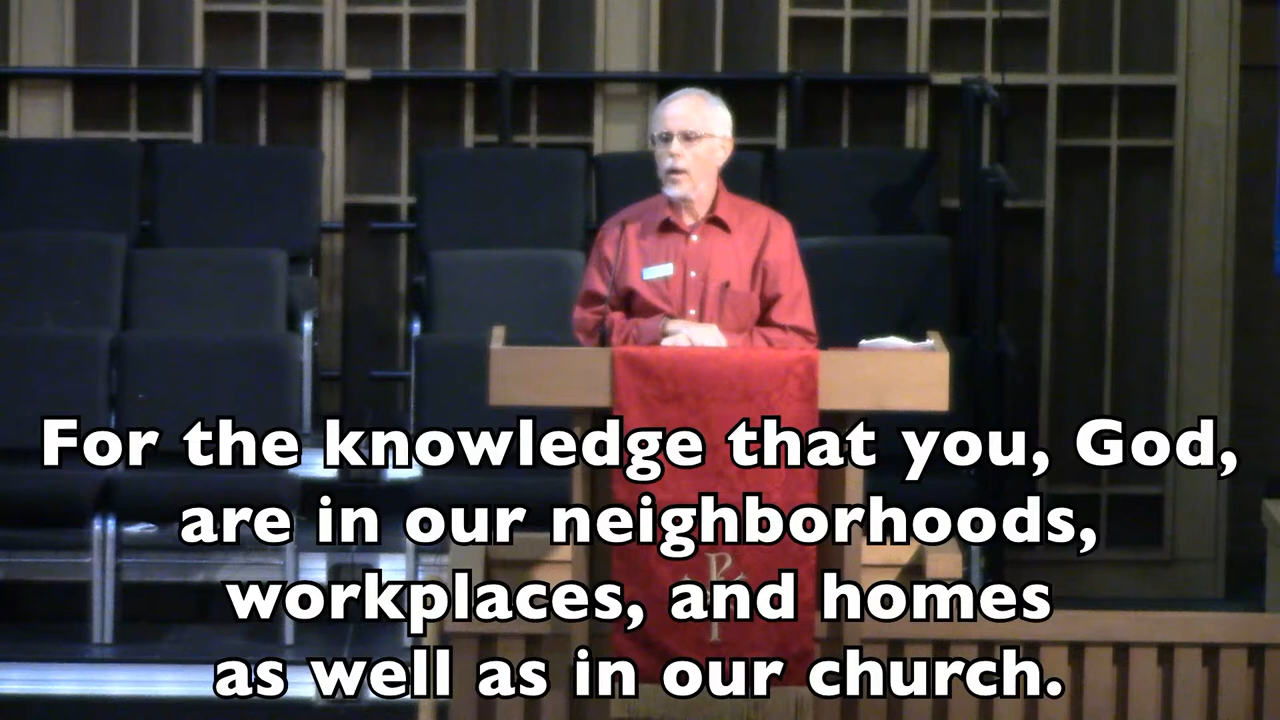 For the knowledge that you, God,
are in our neighborhoods,
workplaces, and homes
as well as in our church.